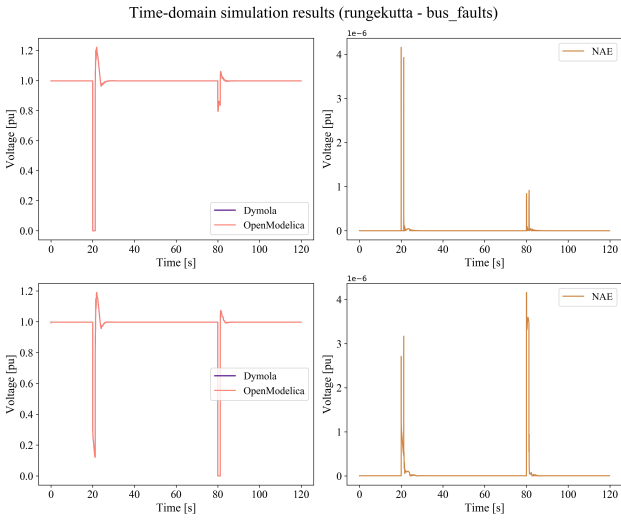 Time-domain simulation results (rungekutta - bus_faults)
1.2
1.0
0.8
0.6
0.4
0.2
0.0
Voltage [pu]
0 20 40 60 80 100 120
Time [s]
Dymola
OpenModelica
1e-6
4
3
2
1
0
Voltage [pu]
0 20 40 60 80 100 120
Time [s]
NAE
1.2
1.0
0.8
0.6
0.4
0.2
0.0
Voltage [pu]
0 20 40 60 80 100 120
Time [s]
Dymola
OpenModelica
1e-6
4
3
2
1
0
Voltage [pu]
0 20 40 60 80 100 120
Time [s]
NAE